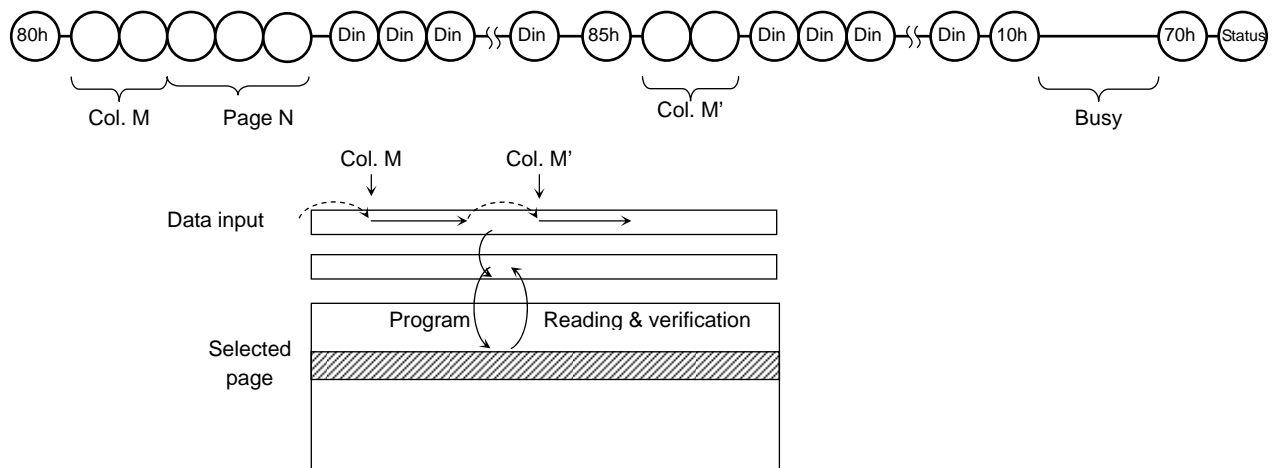 80h Din Din Din Din 85h Din Din Din Din 10h 70h Status
Col. M Page N Col. M’ Busy
Col. M Col. M’
Data input
Program Reading & verification
Selected
page